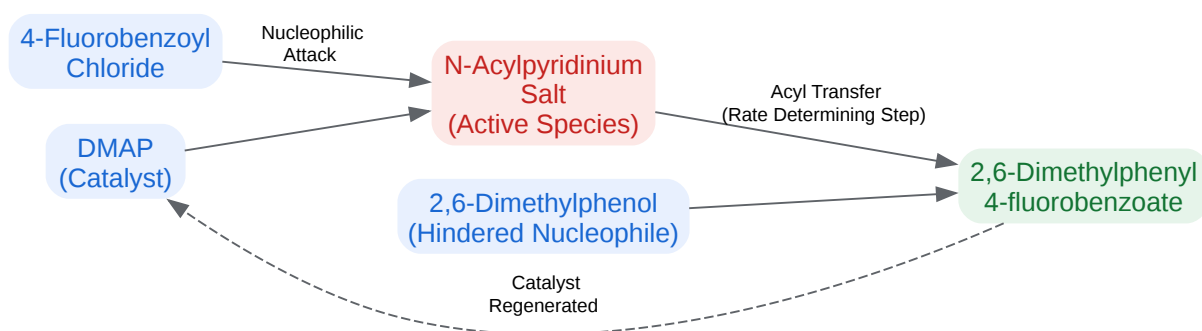 4-Fluorobenzoyl
Chloride
Nucleophilic
Attack
N-Acylpyridinium
Salt
(Active Species)
Acyl Transfer
(Rate Determining Step)
DMAP
(Catalyst)
2,6-Dimethylphenol
(Hindered Nucleophile)
2,6-Dimethylphenyl
4-fluorobenzoate
Catalyst
Regenerated